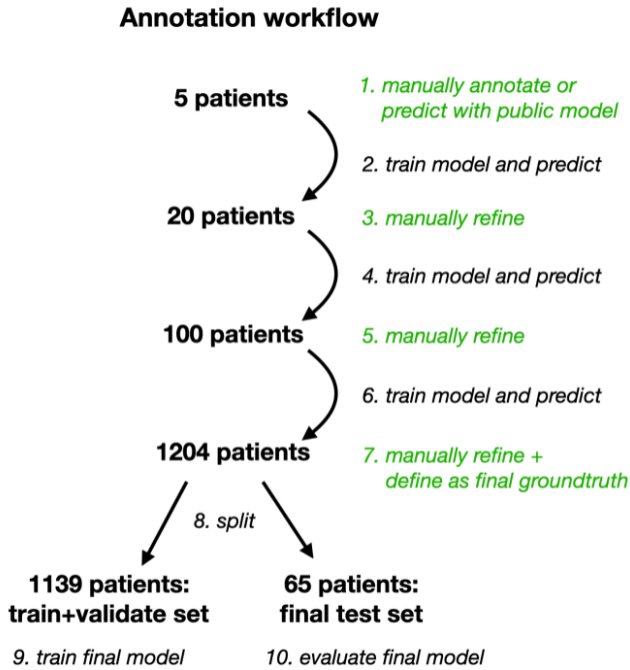 Annotation workflow
5 patients
1. manually annotate or
predict with public model
2. train model and predict
20 patients
3. manually refine
4. train model and predict
100 patients
5. manually refine
6. train model and predict
1204 patients
7. manually refine +
define as final groundtruth
8. split
1139 patients:
train+validate set
65 patients:
final test set
9. train final model
10. evaluate final model